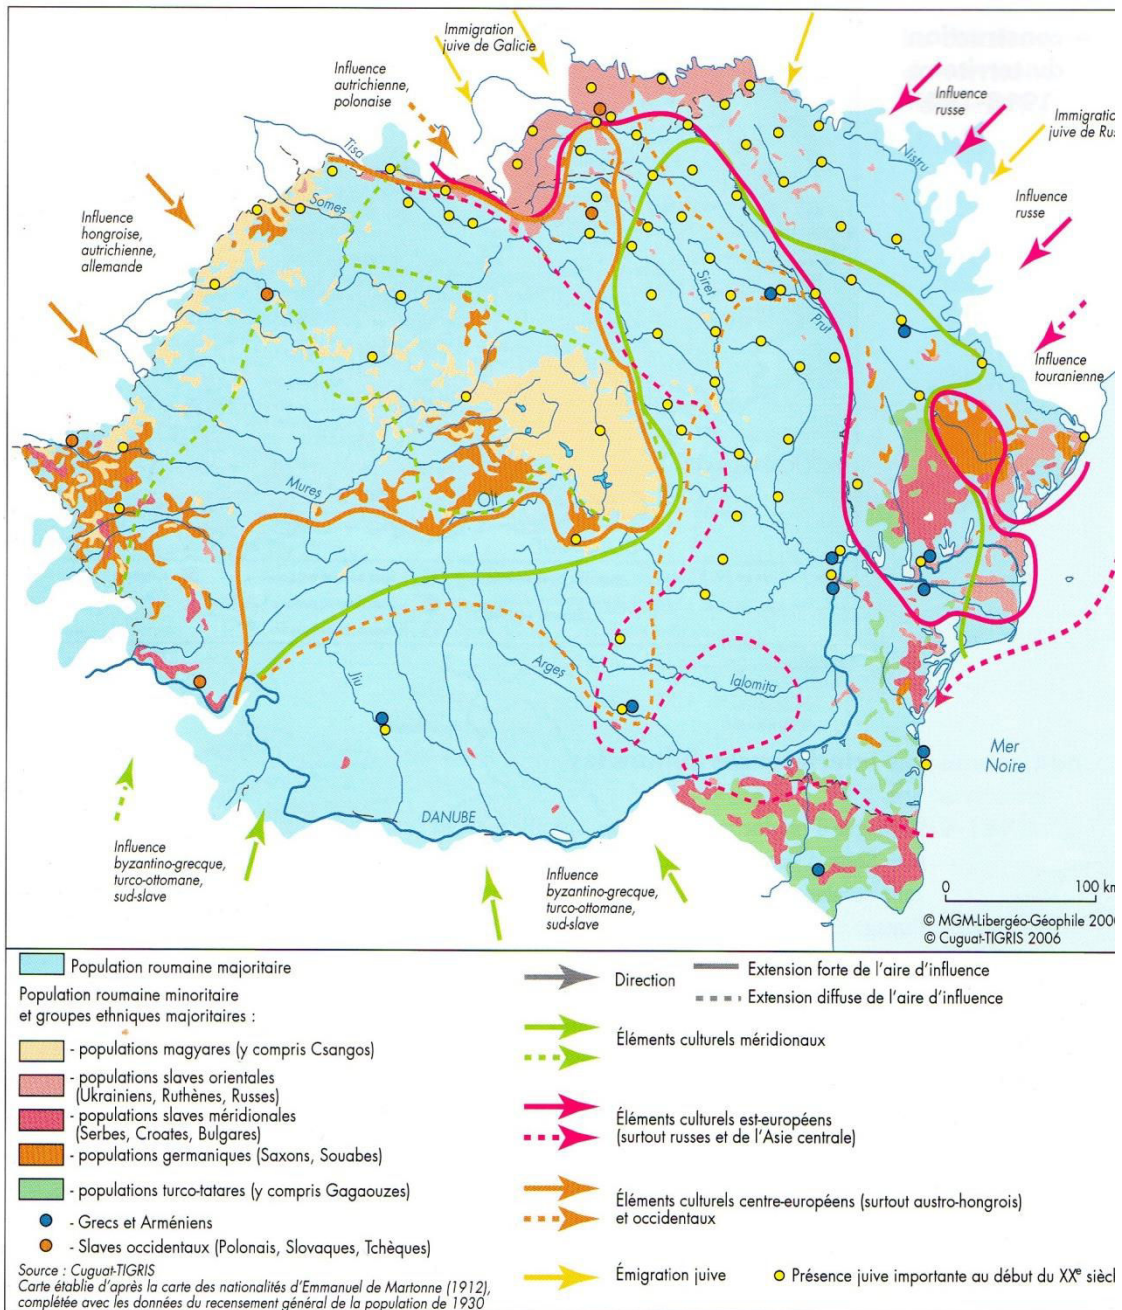 Immigration
juive de Galicie
Influence
autrichienne,
polonaise
Influence
russe
Immigration
juive de Rus
Tisa
Nistru
Somes
Influence
russe
Influence
hongroise,
autrichienne,
allemande
Siret
Prut
Influence
touranienne
Mures
Olt
Jiu
Arges
Ialomita
Mer
Noire
DANUBE
Influence
byzantino-grecque,
turco-ottomane,
sud-slave
Influence
byzantino-grecque,
turco-ottomane,
sud-slave
0 100 km
© MGM-Libergéo-Géophile 200
© Cuguat-TIGRIS 2006
Population roumaine majoritaire
Population roumaine minoritaire
et groupes ethniques majoritaires :
- populations magyares (y compris Csangos)
- populations slaves orientales
(Ukrainiens, Ruthènes, Russes)
- populations slaves méridionales
(Serbes, Croates, Bulgares)
- populations germaniques (Saxons, Souabes)
- populations turco-tatares (y compris Gagaouzes)
- Grecs et Arméniens
- Slaves occidentaux (Polonais, Slovaques, Tchèques)
Source : Cuguat-TIGRIS
Carte établie d'après la carte des nationalités d'Emmanuel de Martonne (1912),
complétée avec les données du recensement général de la population de 1930
Direction
Extension forte de l'aire d'influence
Extension diffuse de l'aire d'influence
Éléments culturels méridionaux
Éléments culturels est-européens
(surtout russes et de l'Asie centrale)
Éléments culturels centre-européens (surtout austro-hongrois)
et occidentaux
Émigration juive
Présence juive importante au début du XXe siècl